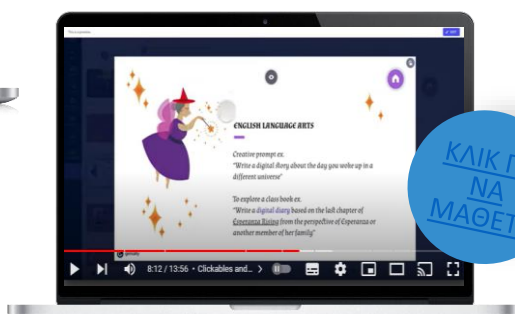 ENGLISH LANGUAGE ARTS
Creative prompt ex.
"Write a digital story about the day you woke up in a
different universe"
To explore a class book ex.
"Write a digital diary based on the last chapter of
Esperanza Rising from the perspective of Esperanza or
another member of her family"
8:12 / 13:56 • Clickables and...
ΚΛΙΚ Γ
ΝΑ
ΜΑΘΕΤ